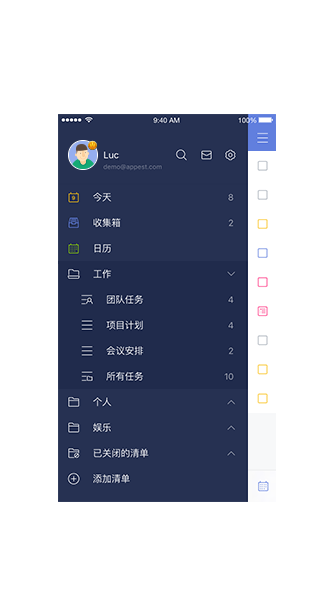 9:40 AM 100%
Luc
demo@appest.com
今天 8
收集箱 2
日历
工作
团队任务 4
项目计划 4
会议安排 2
所有任务 10
个人
娱乐
已关闭的清单
添加清单